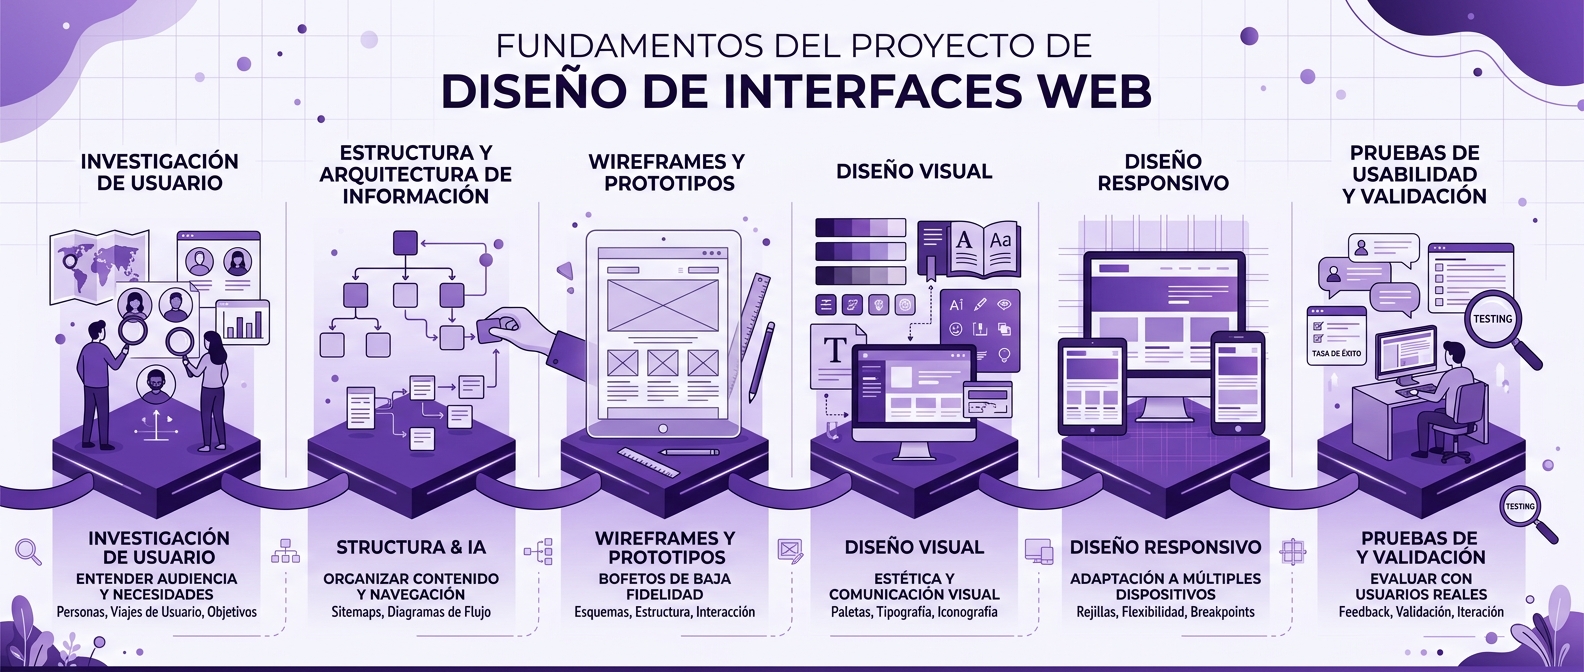 FUNDAMENTOS DEL PROYECTO DE
DISEÑO DE INTERFACES WEB
INVESTIGACIÓN
DE USUARIO
ESTRUCTURA Y
ARQUITECTURA DE
INFORMACIÓN
WIREFRAMES Y
PROTOTIPOS
DISEÑO VISUAL
DISEÑO
RESPONSIVO
PRUEBAS DE
USABILIDAD
Y VALIDACIÓN
A
Aa
T
TESTING
TASA DE ÉXITO
TESTING
INVESTIGACIÓN
DE USUARIO
ENTENDER AUDIENCIA
Y NECESIDADES
Personas, Viajes de Usuario, Objetivos
STRUCTURA & IA
ORGANIZAR CONTENIDO
Y NAVEGACIÓN
Sitemaps, Diagramas de Flujo
WIREFRAMES Y
PROTOTIPOS
BOFETOS DE BAJA
FIDELIDAD
Esquemas, Estructura, Interacción
DISEÑO VISUAL
ESTÉTICA Y
COMUNICACIÓN VISUAL
Paletas, Tipografía, Iconografía
DISEÑO RESPONSIVO
ADAPTACIÓN A MÚLTIPLES
DISPOSITIVOS
Rejillas, Flexibilidad, Breakpoints
PRUEBAS DE
Y VALIDACIÓN
EVALUAR CON
USUARIOS REALES
Feedback, Validación, Iteración